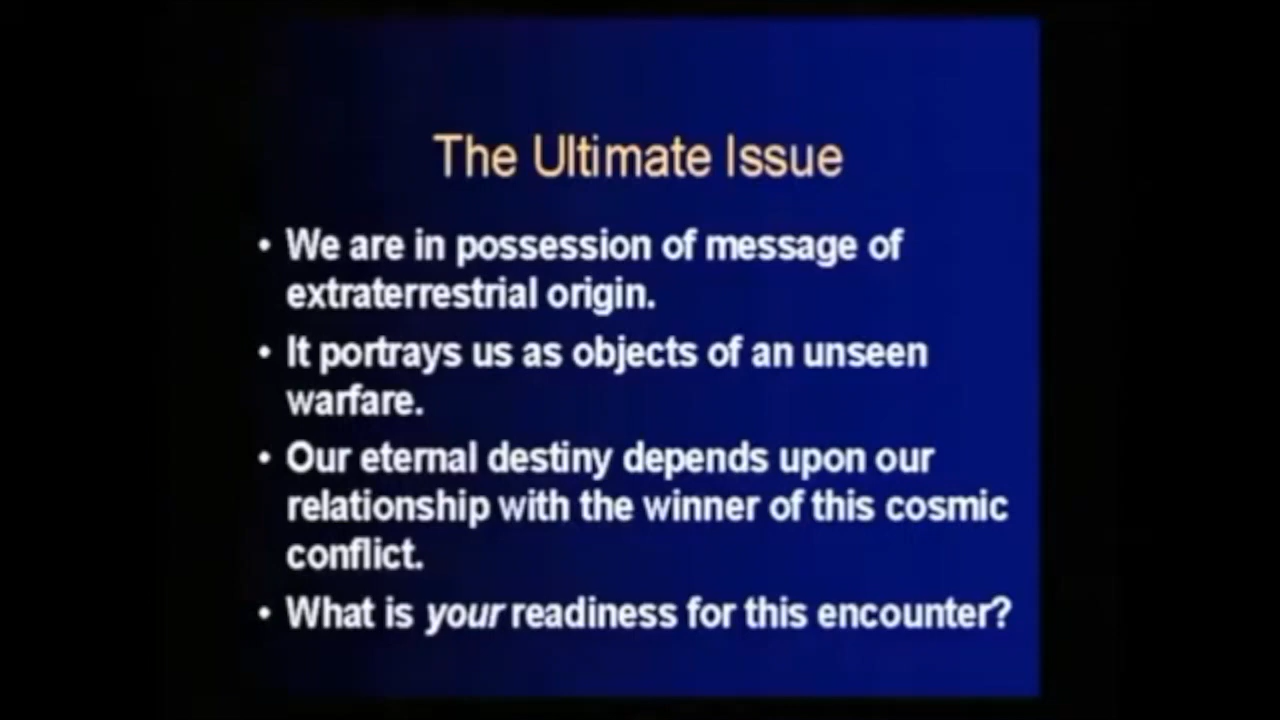 The Ultimate Issue
• We are in possession of message of
extraterrestrial origin.
• It portrays us as objects of an unseen
warfare.
• Our eternal destiny depends upon our
relationship with the winner of this cosmic
conflict.
• What is your readiness for this encounter?